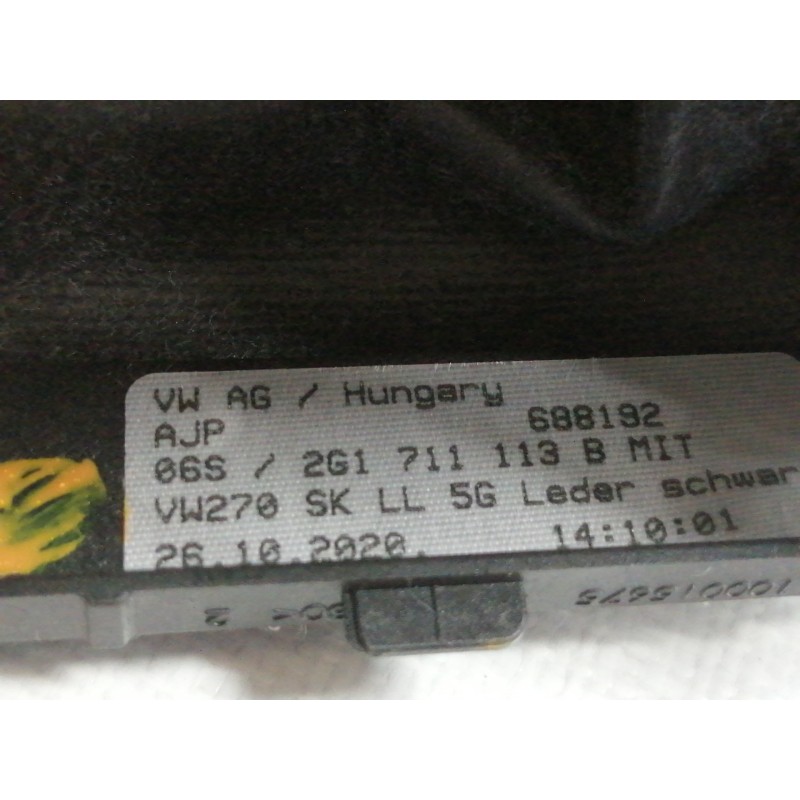 VW AG / Hungary
AJP 688192
06S / 2G1 711 113 B MIT
VW270 SK LL 5G Leder schwar
26.10.2020. 14:10:01
2